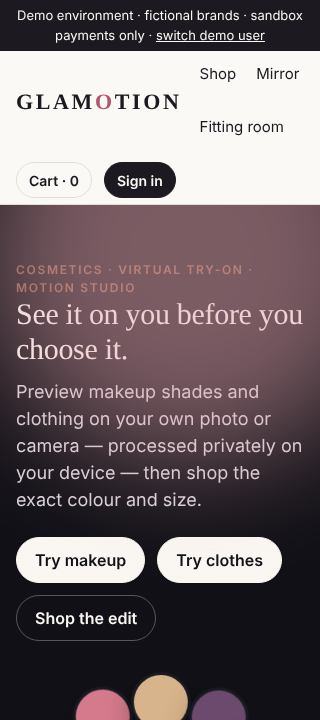 Demo environment · fictional brands · sandbox
payments only · switch demo user
GLAMOTION
Shop Mirror
Fitting room
Cart · 0 Sign in
COSMETICS · VIRTUAL TRY-ON ·
MOTION STUDIO
See it on you before you
choose it.
Preview makeup shades and
clothing on your own photo or
camera — processed privately on
your device — then shop the
exact colour and size.
Try makeup Try clothes
Shop the edit